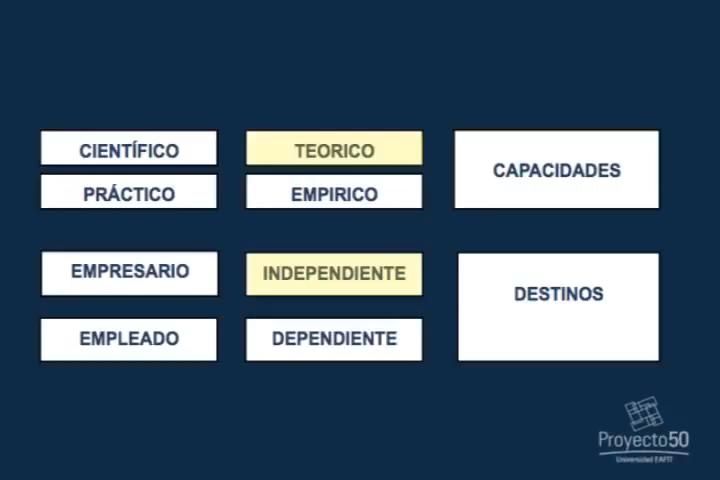 CIENTÍFICO
TEORICO
CAPACIDADES
PRÁCTICO
EMPIRICO
EMPRESARIO
INDEPENDIENTE
DESTINOS
EMPLEADO
DEPENDIENTE
Proyecto50
Universidad EAFIT